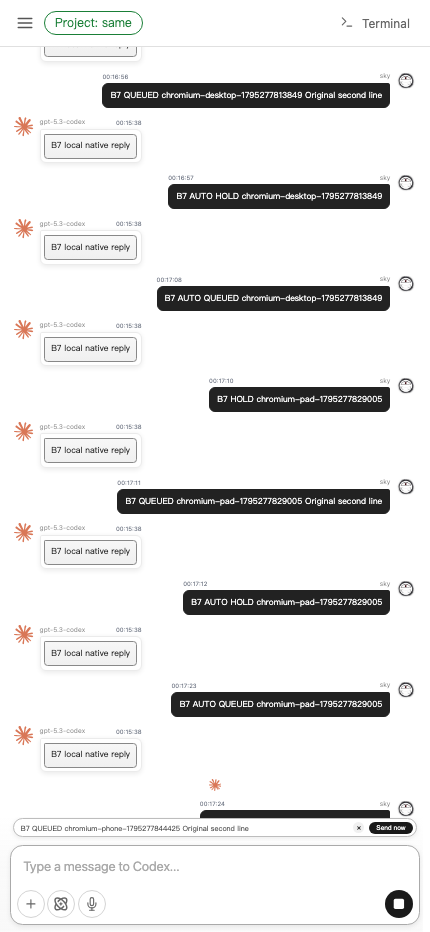 Project: same
Terminal
00:16:56
sky
B7 QUEUED chromium-desktop-1795277813849 Original second line
gpt-5.3-codex
00:15:38
B7 local native reply
00:16:57
sky
B7 AUTO HOLD chromium-desktop-1795277813849
gpt-5.3-codex
00:15:38
B7 local native reply
00:17:08
sky
B7 AUTO QUEUED chromium-desktop-1795277813849
gpt-5.3-codex
00:15:38
B7 local native reply
00:17:10
sky
B7 HOLD chromium-pad-1795277829005
gpt-5.3-codex
00:15:38
B7 local native reply
00:17:11
sky
B7 QUEUED chromium-pad-1795277829005 Original second line
gpt-5.3-codex
00:15:38
B7 local native reply
00:17:12
sky
B7 AUTO HOLD chromium-pad-1795277829005
gpt-5.3-codex
00:15:38
B7 local native reply
00:17:23
sky
B7 AUTO QUEUED chromium-pad-1795277829005
gpt-5.3-codex
00:15:38
B7 local native reply
00:17:24
sky
B7 QUEUED chromium-phone-1795277844425 Original second line
Send now
Type a message to Codex...